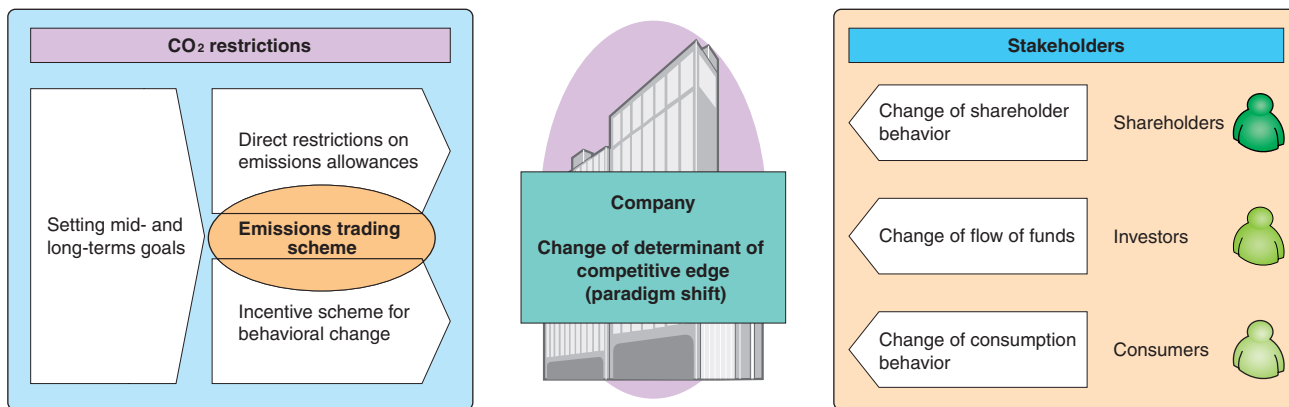 CO₂ restrictions
Setting mid- and
long-terms goals
Direct restrictions on
emissions allowances
Emissions trading
scheme
Incentive scheme for
behavioral change
Company
Change of determinant of
competitive edge
(paradigm shift)
Stakeholders
Change of shareholder
behavior
Shareholders
Change of flow of funds
Investors
Change of consumption
behavior
Consumers